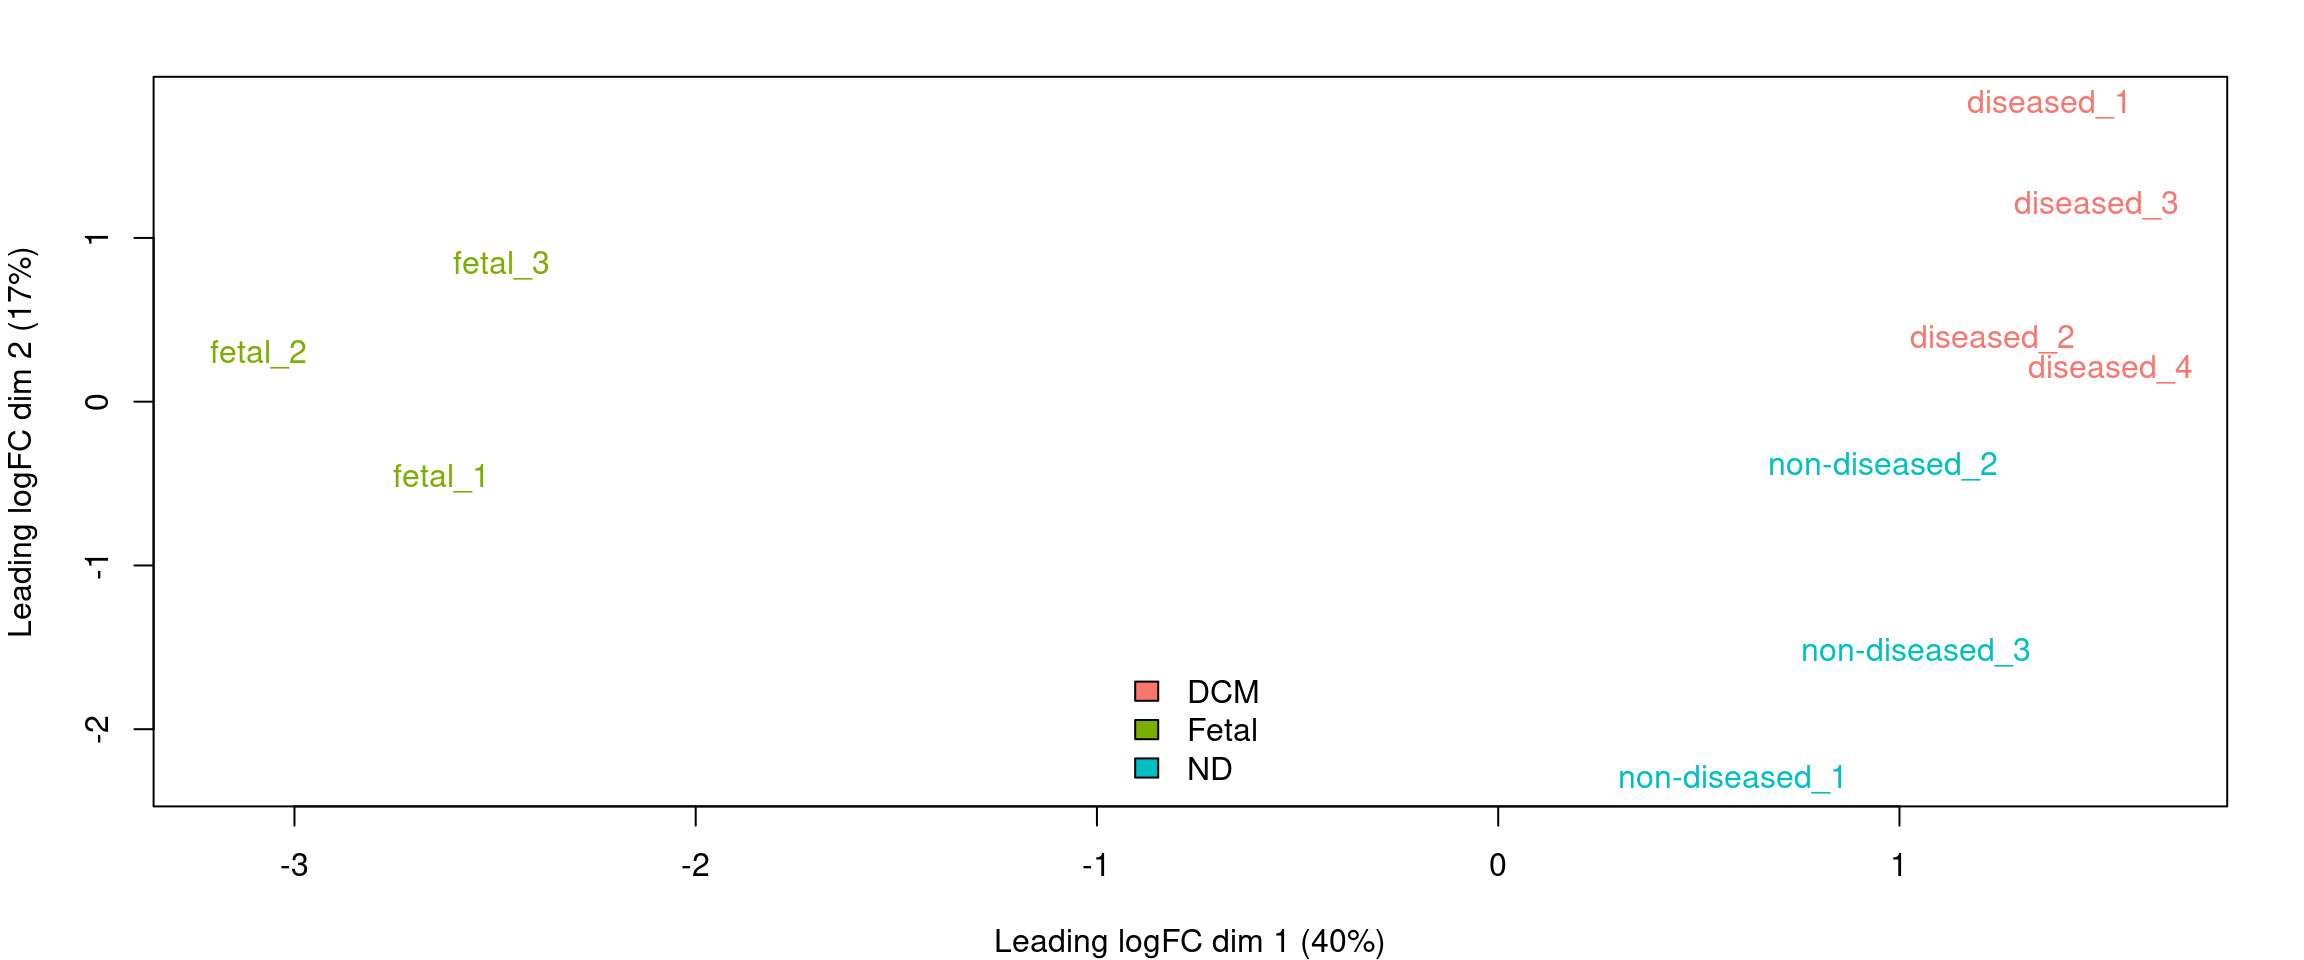 diseased_1
diseased_3
1
fetal_3
diseased_2
fetal_2
diseased_4
0
non-diseased_2
fetal_1
-1
non-diseased_3
DCM
-2
Fetal
ND
non-diseased_1
Leading logFC dim 2 (17%)
-3 -2 -1 0 1
Leading logFC dim 1 (40%)